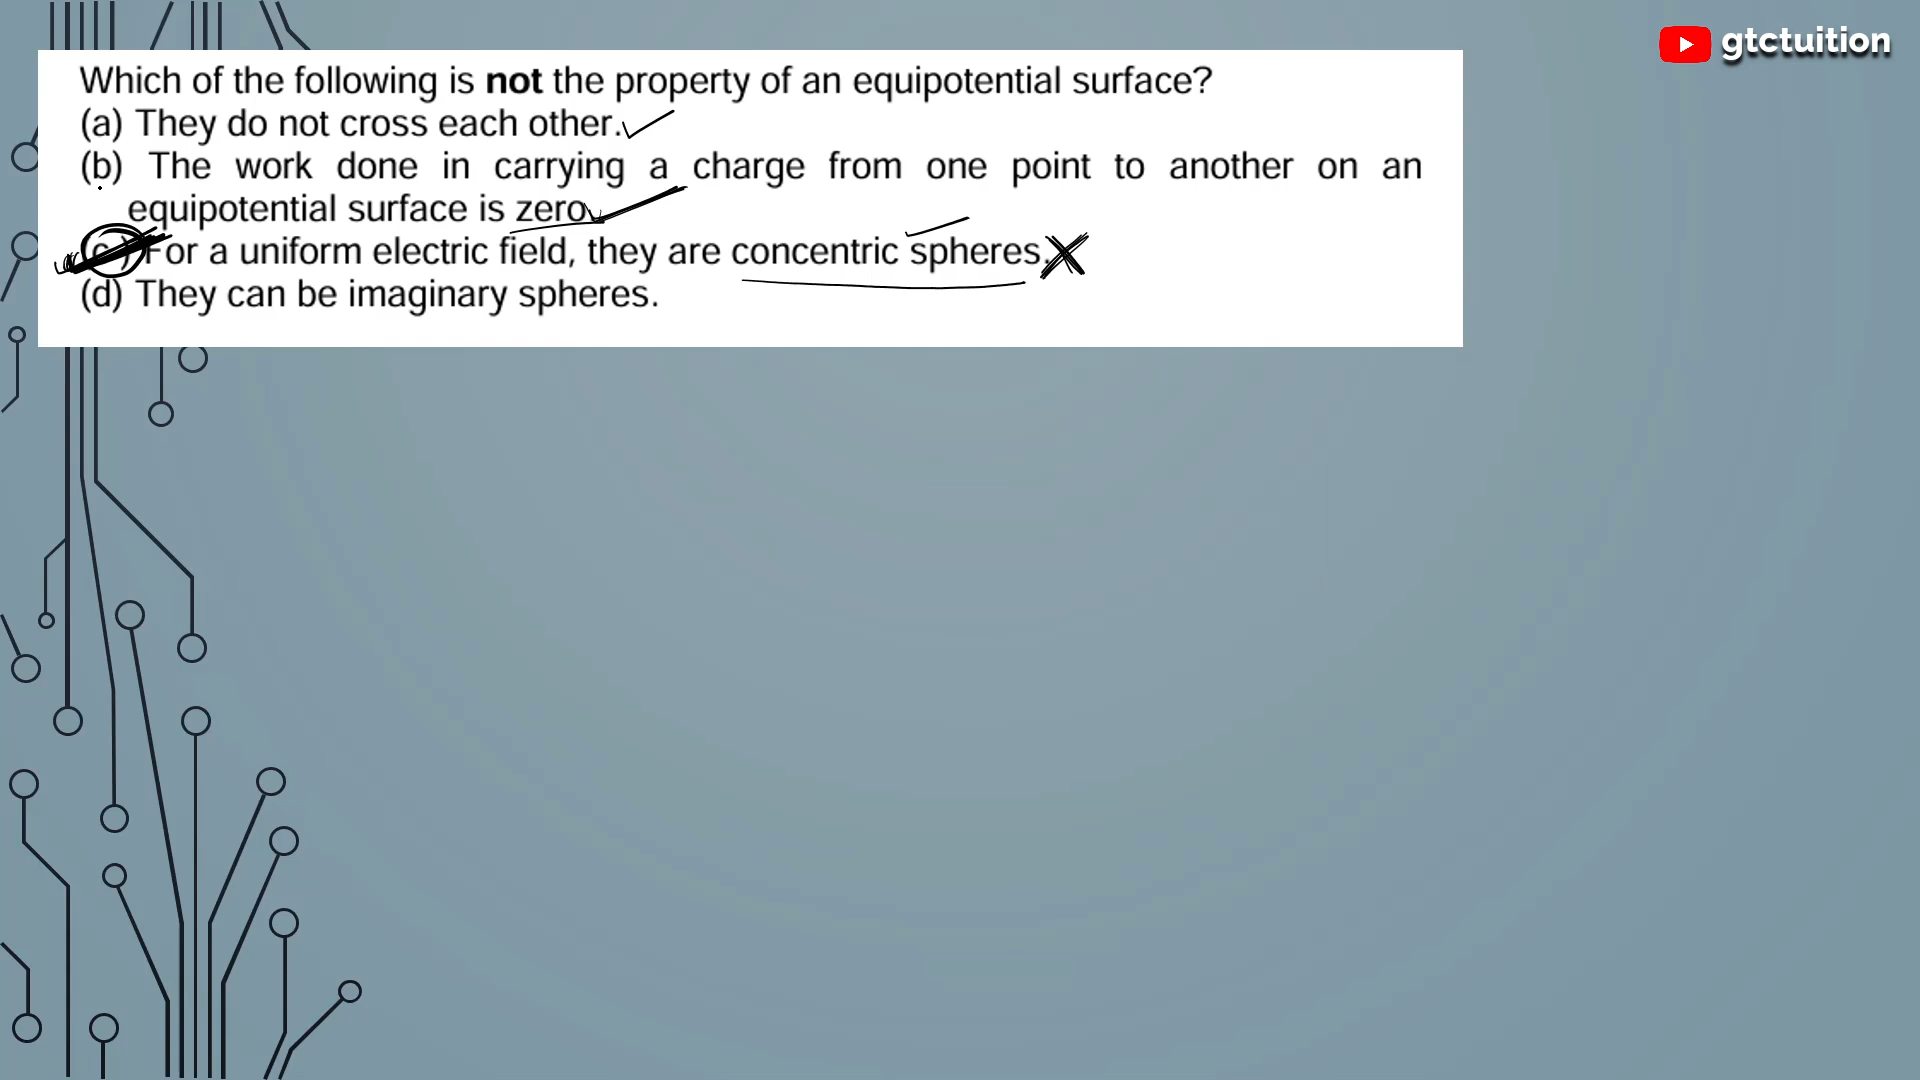 gtctuition
Which of the following is not the property of an equipotential surface?
(a) They do not cross each other.
(b) The work done in carrying a charge from one point to another on an
equipotential surface is zero.
(c) For a uniform electric field, they are concentric spheres.
(d) They can be imaginary spheres.